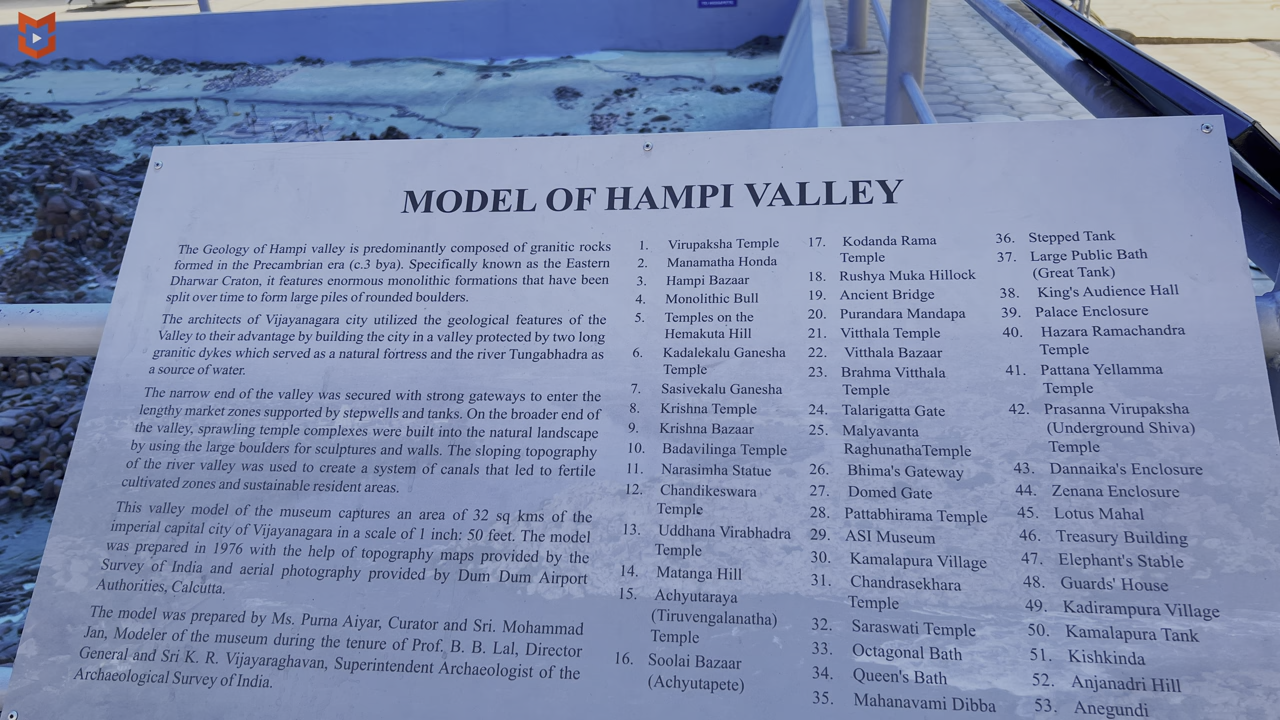 MODEL OF HAMPI VALLEY
The Geology of Hampi valley is predominantly composed of granitic rocks
formed in the Precambrian era (c.3 bya). Specifically known as the Eastern
Dharwar Craton, it features enormous monolithic formations that have been
split over time to form large piles of rounded boulders.
The architects of Vijayanagara city utilized the geological features of the
Valley to their advantage by building the city in a valley protected by two long
granitic dykes which served as a natural fortress and the river Tungabhadra as
a source of water.
The narrow end of the valley was secured with strong gateways to enter the
lengthy market zones supported by stepwells and tanks. On the broader end of
the valley, sprawling temple complexes were built into the natural landscape
by using the large boulders for sculptures and walls. The sloping topography
of the river valley was used to create a system of canals that led to fertile
cultivated zones and sustainable resident areas.
This valley model of the museum captures an area of 32 sq kms of the
imperial capital city of Vijayanagara in a scale of 1 inch: 50 feet. The model
was prepared in 1976 with the help of topography maps provided by the
Survey of India and aerial photography provided by Dum Dum Airport
Authorities, Calcutta.
The model was prepared by Ms. Purna Aiyar, Curator and Sri. Mohammad
Jan, Modeler of the museum during the tenure of Prof. B. B. Lal, Director
General and Sri K. R. Vijayaraghavan, Superintendent Archaeologist of the
Archaeological Survey of India.
1. Virupaksha Temple
2. Manamatha Honda
3. Hampi Bazaar
4. Monolithic Bull
5. Temples on the
Hemakuta Hill
6. Kadalekalu Ganesha
Temple
7. Sasivekalu Ganesha
8. Krishna Temple
9. Krishna Bazaar
10. Badavilinga Temple
11. Narasimha Statue
12. Chandikeswara
Temple
13. Uddhana Virabhadra
Temple
14. Matanga Hill
15. Achyutaraya
(Tiruvengalanatha)
Temple
16. Soolai Bazaar
(Achyutapete)
17. Kodanda Rama
Temple
18. Rushya Muka Hillock
19. Ancient Bridge
20. Purandara Mandapa
21. Vitthala Temple
22. Vitthala Bazaar
23. Brahma Vitthala
Temple
24. Talarigatta Gate
25. Malyavanta
RaghunathaTemple
26. Bhima's Gateway
27. Domed Gate
28. Pattabhirama Temple
29. ASI Museum
30. Kamalapura Village
31. Chandrasekhara
Temple
32. Saraswati Temple
33. Octagonal Bath
34. Queen's Bath
35. Mahanavami Dibba
36. Stepped Tank
37. Large Public Bath
(Great Tank)
38. King's Audience Hall
39. Palace Enclosure
40. Hazara Ramachandra
Temple
41. Pattana Yellamma
Temple
42. Prasanna Virupaksha
(Underground Shiva)
Temple
43. Dannaika's Enclosure
44. Zenana Enclosure
45. Lotus Mahal
46. Treasury Building
47. Elephant's Stable
48. Guards' House
49. Kadirampura Village
50. Kamalapura Tank
51. Kishkinda
52. Anjanadri Hill
53. Anegundi